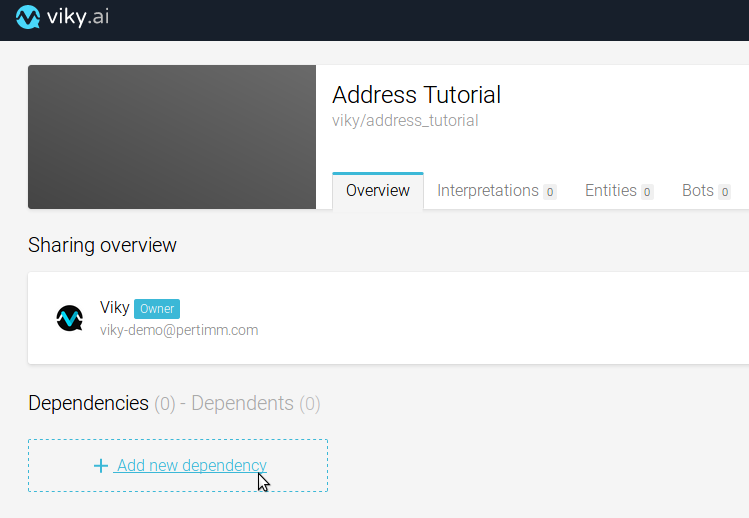 viky.ai
Address Tutorial
viky/address_tutorial
Overview Interpretations 0 Entities 0 Bots 0
Sharing overview
Viky Owner
viky-demo@pertimm.com
Dependencies (0) - Dependents (0)
+ Add new dependency